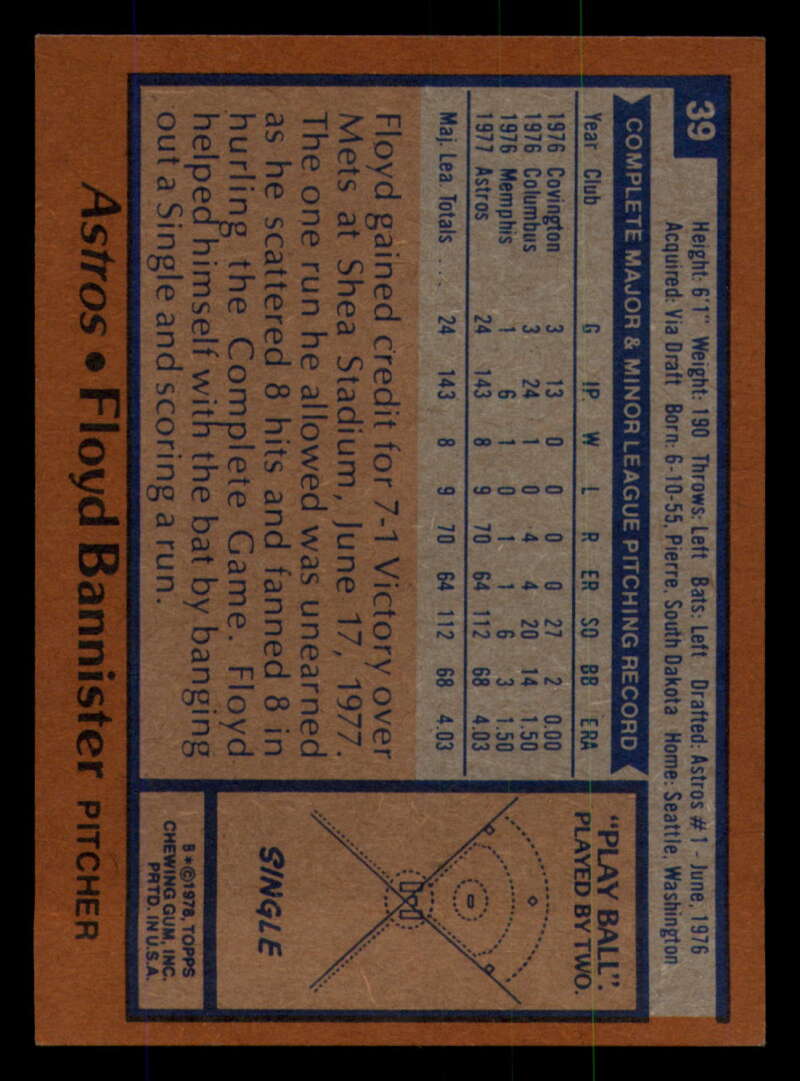 39
Height: 6'1" Weight: 190 Throws: Left Bats: Left Drafted: Astros #1 - June, 1976
Acquired: Via Draft Born: 6-10-55, Pierre, South Dakota Home: Seattle, Washington
COMPLETE MAJOR & MINOR LEAGUE PITCHING RECORD
Year Club G IP W L R ER SO BB ERA
1976 Covington 3 13 0 0 0 0 27 2 0.00
1976 Columbus 3 24 1 0 4 4 20 14 1.50
1976 Memphis 1 6 1 0 1 1 6 3 1.50
1977 Astros 24 143 8 9 70 64 112 68 4.03
Maj. Lea. Totals .... 24 143 8 9 70 64 112 68 4.03
Floyd gained credit for 7-1 Victory over
Mets at Shea Stadium, June 17, 1977.
The one run he allowed was unearned
as he scattered 8 hits and fanned 8 in
hurling the Complete Game. Floyd
helped himself with the bat by banging
out a Single and scoring a run.
"PLAY BALL".
PLAYED BY TWO.
SINGLE
B*©1978, TOPPS
CHEWING GUM, INC.
PRTD. IN U.S.A.
Astros • Floyd Bannister PITCHER